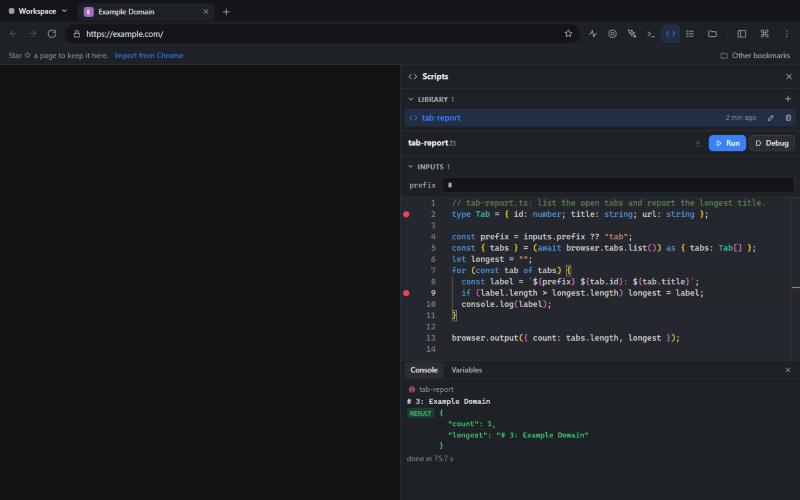 Workspace
E Example Domain
https://example.com/
Star ☆ a page to keep it here. Import from Chrome
Other bookmarks
Scripts
LIBRARY 1
tab-report 2 min ago
tab-report.ts Run Debug
INPUTS 1
prefix #
1 // tab-report.ts: list the open tabs and report the longest title.
2 type Tab = { id: number; title: string; url: string };
3
4 const prefix = inputs.prefix ?? "tab";
5 const { tabs } = (await browser.tabs.list()) as { tabs: Tab[] };
6 let longest = "";
7 for (const tab of tabs) {
8 const label = `${prefix} ${tab.id}: ${tab.title}`;
9 if (label.length > longest.length) longest = label;
10 console.log(label);
11 }
12
13 browser.output({ count: tabs.length, longest });
14
Console Variables
tab-report
# 3: Example Domain
RESULT {
"count": 1,
"longest": "# 3: Example Domain"
}
done in 75.7 s